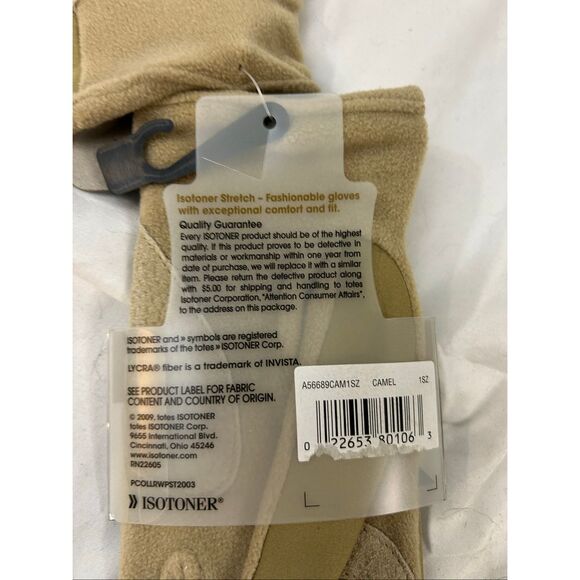 Isotoner Stretch – Fashionable gloves
with exceptional comfort and fit.
Quality Guarantee
Every ISOTONER product should be of the highest
quality. If this product proves to be defective in
materials or workmanship within one year from
date of purchase, we will replace it with a similar
item. Please return the defective product along
with $5.00 for shipping and handling to totes
Isotoner Corporation, "Attention Consumer Affairs",
to the address on this package.
ISOTONER and » symbols are registered
trademarks of the totes » ISOTONER Corp.
LYCRA® fiber is a trademark of INVISTA.
SEE PRODUCT LABEL FOR FABRIC
CONTENT AND COUNTRY OF ORIGIN.
© 2009, totes ISOTONER
totes ISOTONER Corp.
9655 International Blvd.
Cincinnati, Ohio 45246
www.isotoner.com
RN22605
PCOLLRWPST2003
» ISOTONER®
A56689CAM1SZ CAMEL 1SZ
0 22653 80106 3